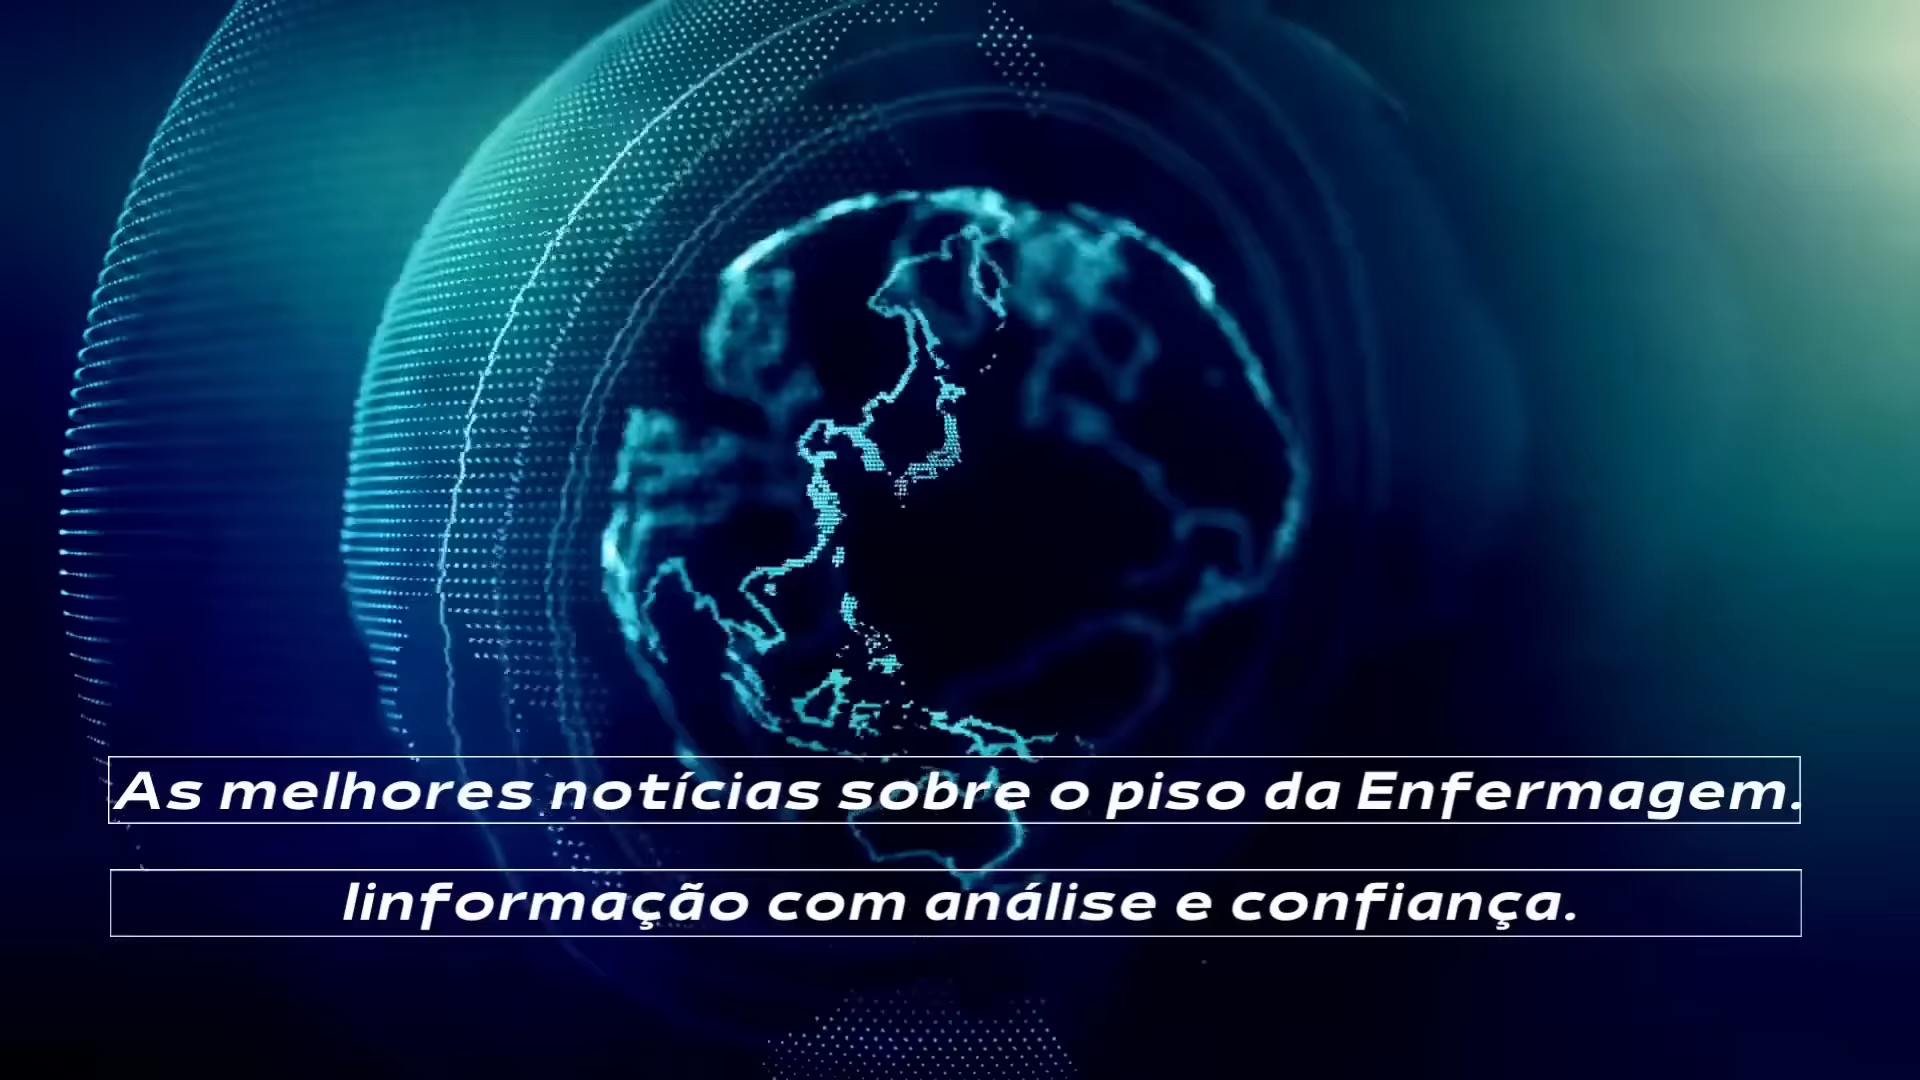 As melhores notícias sobre o piso da Enfermagem.
linformação com análise e confiança.